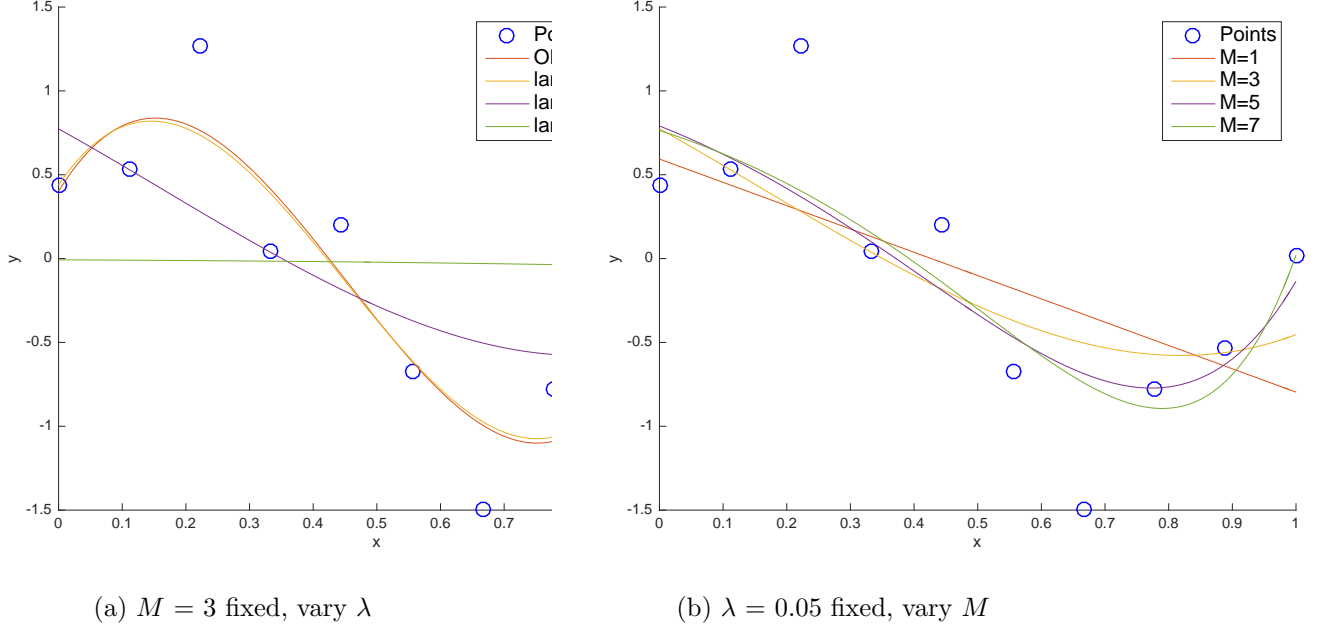 1.5
1
0.5
0
-0.5
-1
-1.5
y
0 0.1 0.2 0.3 0.4 0.5 0.6 0.7
x
1.5
1
0.5
0
-0.5
-1
-1.5
y
Points
M=1
M=3
M=5
M=7
0 0.1 0.2 0.3 0.4 0.5 0.6 0.7 0.8 0.9 1
x
(a) M = 3 fixed, vary λ
(b) λ = 0.05 fixed, vary M